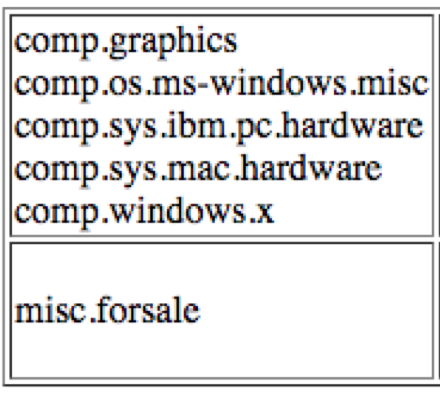 comp.graphics
comp.os.ms-windows.misc
comp.sys.ibm.pc.hardware
comp.sys.mac.hardware
comp.windows.x
misc.forsale